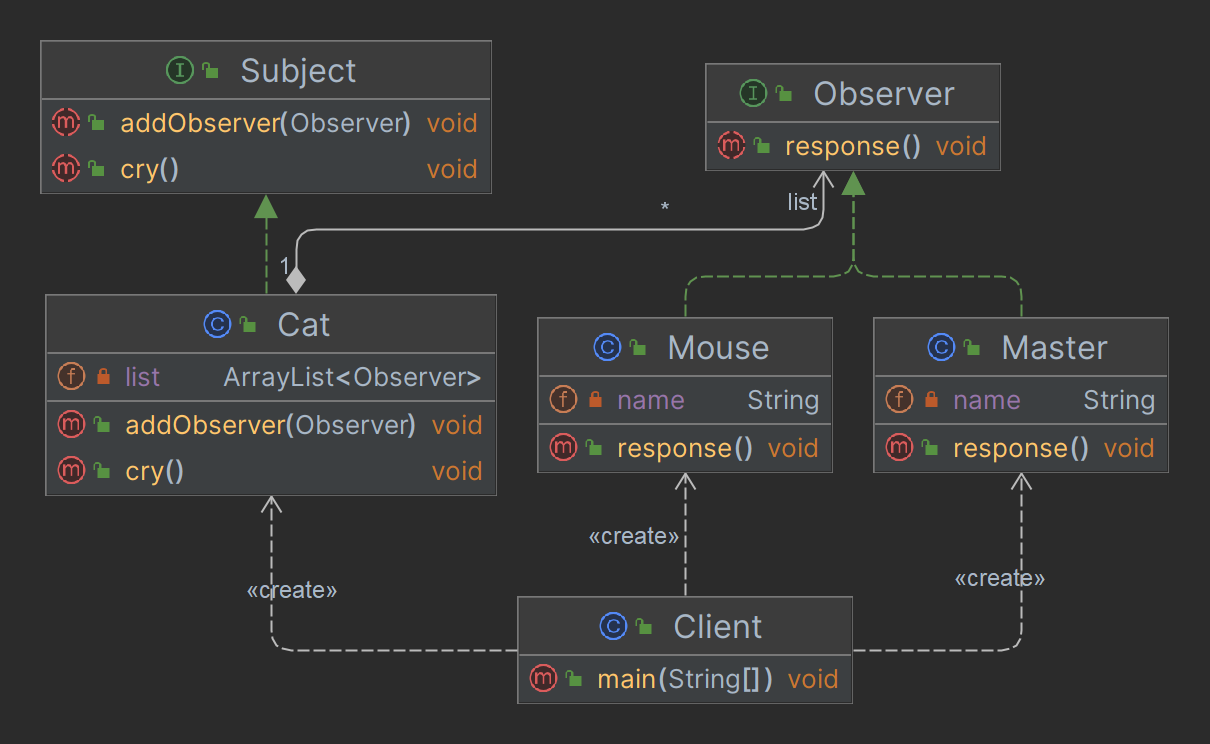 Subject
addObserver(Observer) void
cry() void
Observer
response() void
* list
1
Cat
list ArrayList<Observer>
addObserver(Observer) void
cry() void
Mouse
name String
response() void
Master
name String
response() void
«create»
«create»
«create»
Client
main(String[]) void